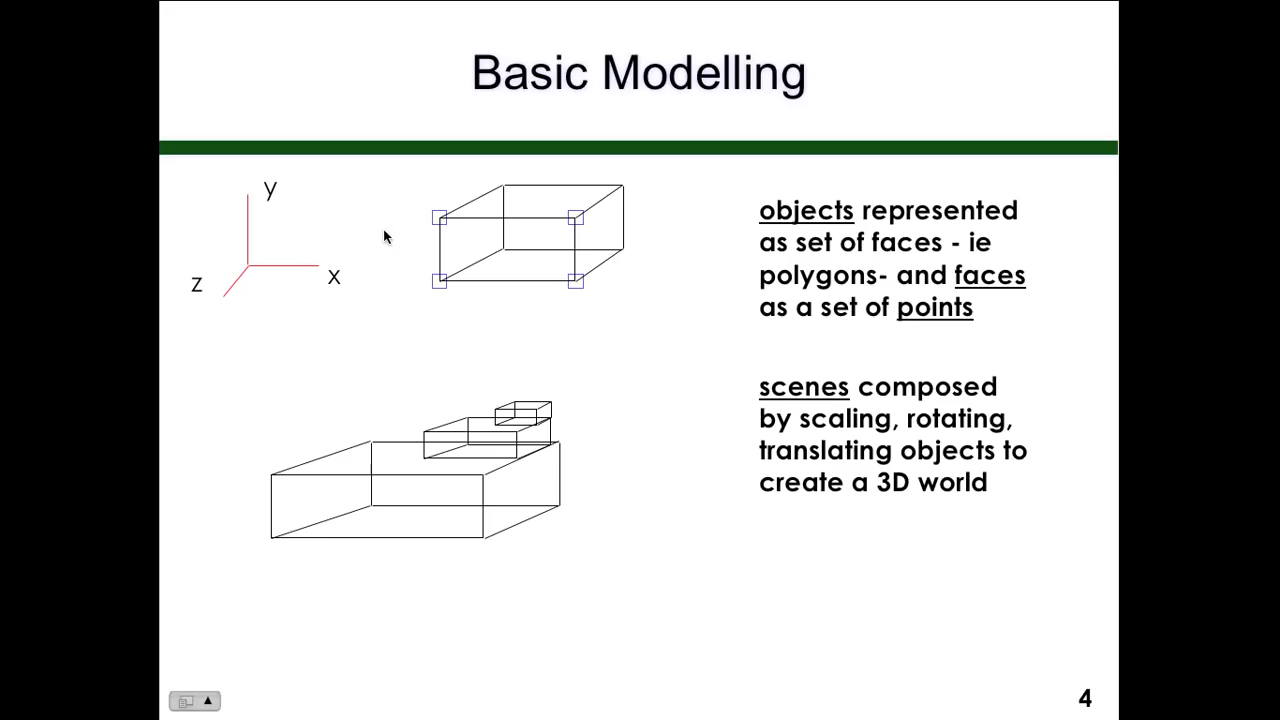 Basic Modelling
y
z
x
objects represented
as set of faces - ie
polygons- and faces
as a set of points
scenes composed
by scaling, rotating,
translating objects to
create a 3D world
4